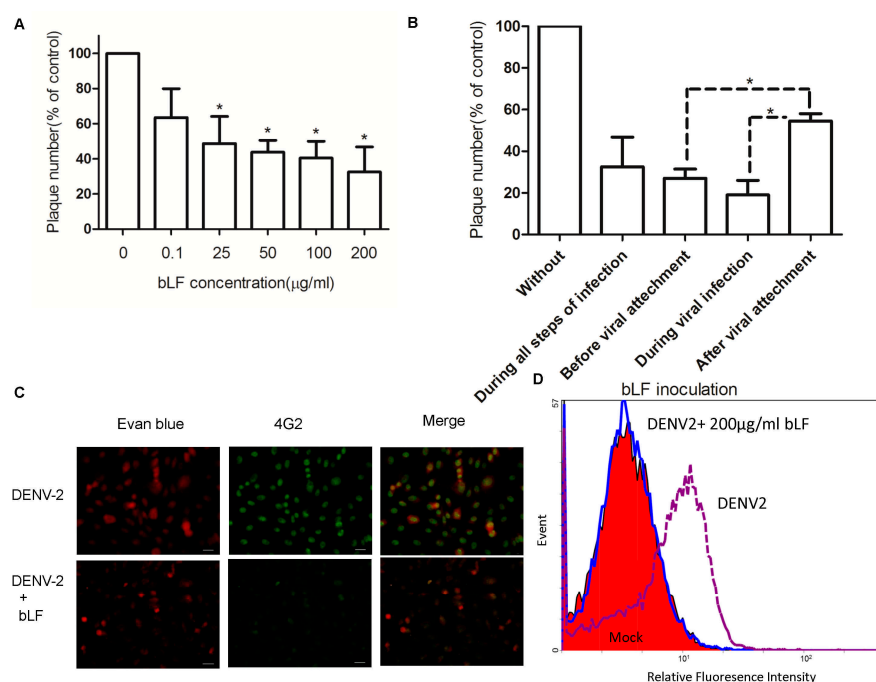 A
Plaque number(% of control)
100
80
60
40
20
0
*
*
*
*
0 0.1 25 50 100 200
bLF concentration(μg/ml)
B
Plaque number(% of control)
100
80
60
40
20
0
*
*
Without
During all steps of infection
Before viral attechment
During viral infection
After viral attechment
bLF inoculation
C
Evan blue 4G2 Merge
DENV-2
DENV-2
+
bLF
D
57
Event
0
DENV2+ 200μg/ml bLF
DENV2
Mock
10¹ 10²
Relative Fluoresence Intensity